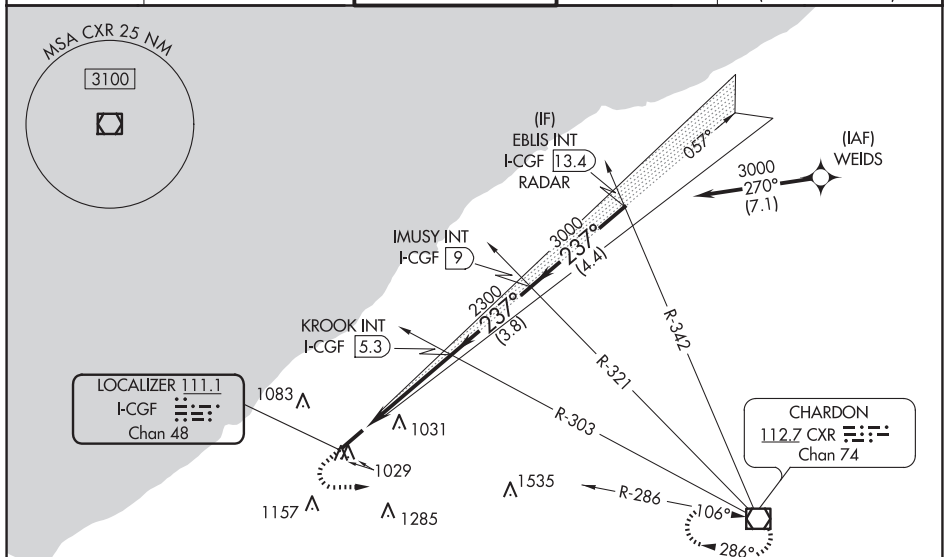 MSA CXR 25 NM
3100
(IF)
EBLIS INT
I-CGF 13.4
RADAR
057°
(IAF)
WEIDS
3000
270°
(7.1)
IMUSY INT
I-CGF 9
3000
237°
(4.4)
KROOK INT
I-CGF 5.3
2300
237°
(3.8)
R-342
R-321
R-303
LOCALIZER 111.1
I-CGF
Chan 48
1083
1031
1029
1157
1285
1535
CHARDON
112.7 CXR
Chan 74
R-286
106°
286°